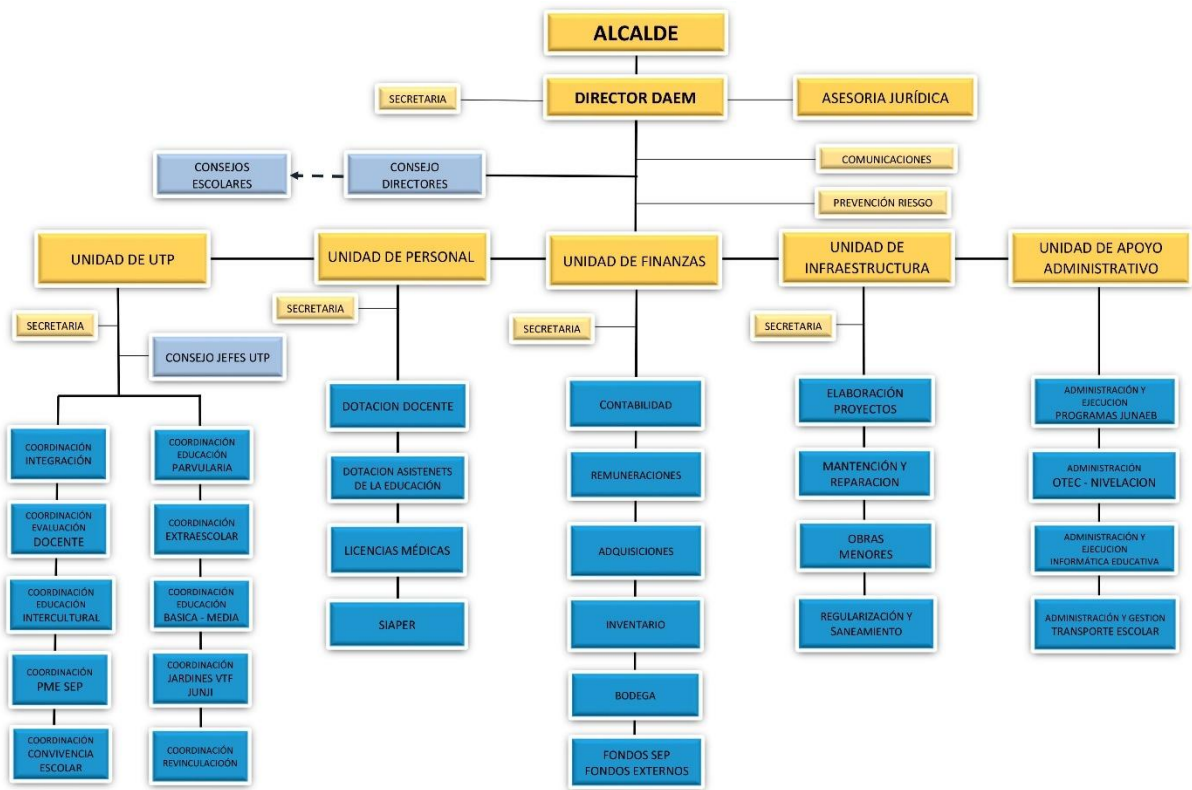 ALCALDE
SECRETARIA
DIRECTOR DAEM
ASESORIA JURÍDICA
CONSEJOS
ESCOLARES
CONSEJO
DIRECTORES
COMUNICACIONES
PREVENCIÓN RIESGO
UNIDAD DE UTP
UNIDAD DE PERSONAL
UNIDAD DE FINANZAS
UNIDAD DE
INFRAESTRUCTURA
UNIDAD DE APOYO
ADMINISTRATIVO
SECRETARIA
CONSEJO JEFES UTP
COORDINACIÓN
INTEGRACIÓN
COORDINACIÓN
EVALUACIÓN
DOCENTE
COORDINACIÓN
EDUCACIÓN
INTERCULTURAL
COORDINACIÓN
PME SEP
COORDINACIÓN
CONVIVENCIA
ESCOLAR
COORDINACIÓN
EDUCACIÓN
PARVULARIA
COORDINACIÓN
EXTRAESCOLAR
COORDINACIÓN
EDUCACIÓN
BASICA - MEDIA
COORDINACIÓN
JARDINES VTF
JUNJI
COORDINACIÓN
REVINCULACIOÓN
SECRETARIA
DOTACION DOCENTE
DOTACION ASISTENETS
DE LA EDUCACIÓN
LICENCIAS MÉDICAS
SIAPER
SECRETARIA
CONTABILIDAD
REMUNERACIONES
ADQUISICIONES
INVENTARIO
BODEGA
FONDOS SEP
FONDOS EXTERNOS
SECRETARIA
ELABORACIÓN
PROYECTOS
MANTENCIÓN Y
REPARACION
OBRAS
MENORES
REGULARIZACIÓN Y
SANEAMIENTO
ADMINISTRACIÓN Y
EJECUCION
PROGRAMAS JUNAEB
ADMINISTRACIÓN
OTEC - NIVELACION
ADMINISTRACIÓN Y
EJECUCION
INFORMÁTICA EDUCATIVA
ADMINISTRACIÓN Y GESTION
TRANSPORTE ESCOLAR